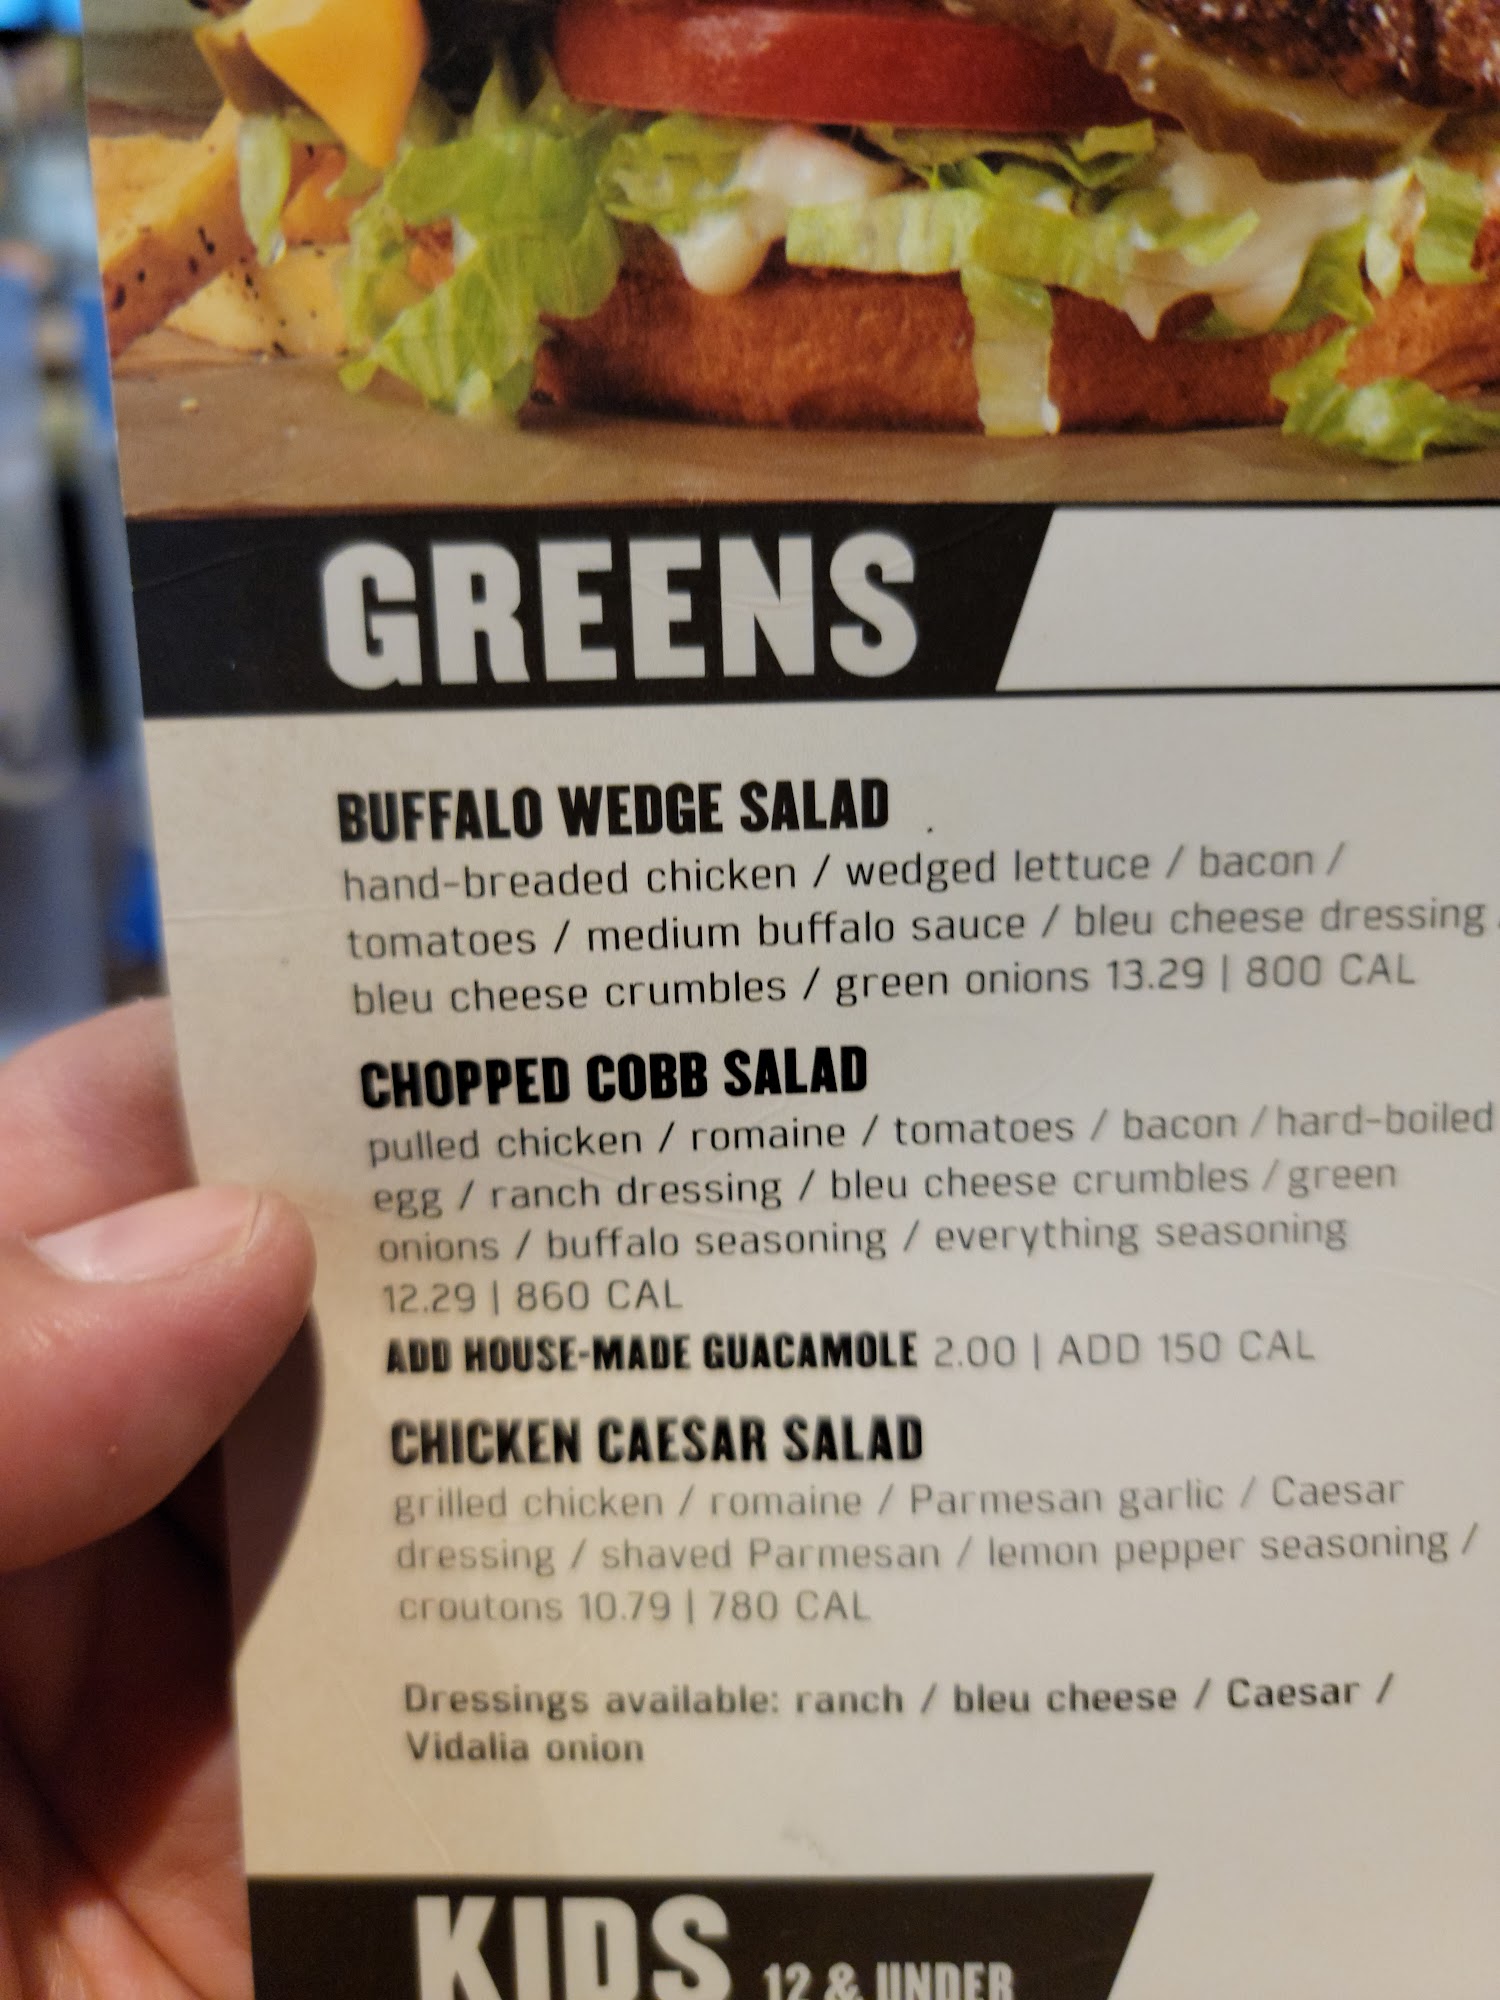 GREENS
BUFFALO WEDGE SALAD
hand-breaded chicken / wedged lettuce / bacon /
tomatoes / medium buffalo sauce / bleu cheese dressing /
bleu cheese crumbles / green onions 13.29 | 800 CAL
CHOPPED COBB SALAD
pulled chicken / romaine / tomatoes / bacon / hard-boiled
egg / ranch dressing / bleu cheese crumbles / green
onions / buffalo seasoning / everything seasoning
12.29 | 860 CAL
ADD HOUSE-MADE GUACAMOLE 2.00 | ADD 150 CAL
CHICKEN CAESAR SALAD
grilled chicken / romaine / Parmesan garlic / Caesar
dressing / shaved Parmesan / lemon pepper seasoning /
croutons 10.79 | 780 CAL
Dressings available: ranch / bleu cheese / Caesar /
Vidalia onion
KIDS 12 & UNDER